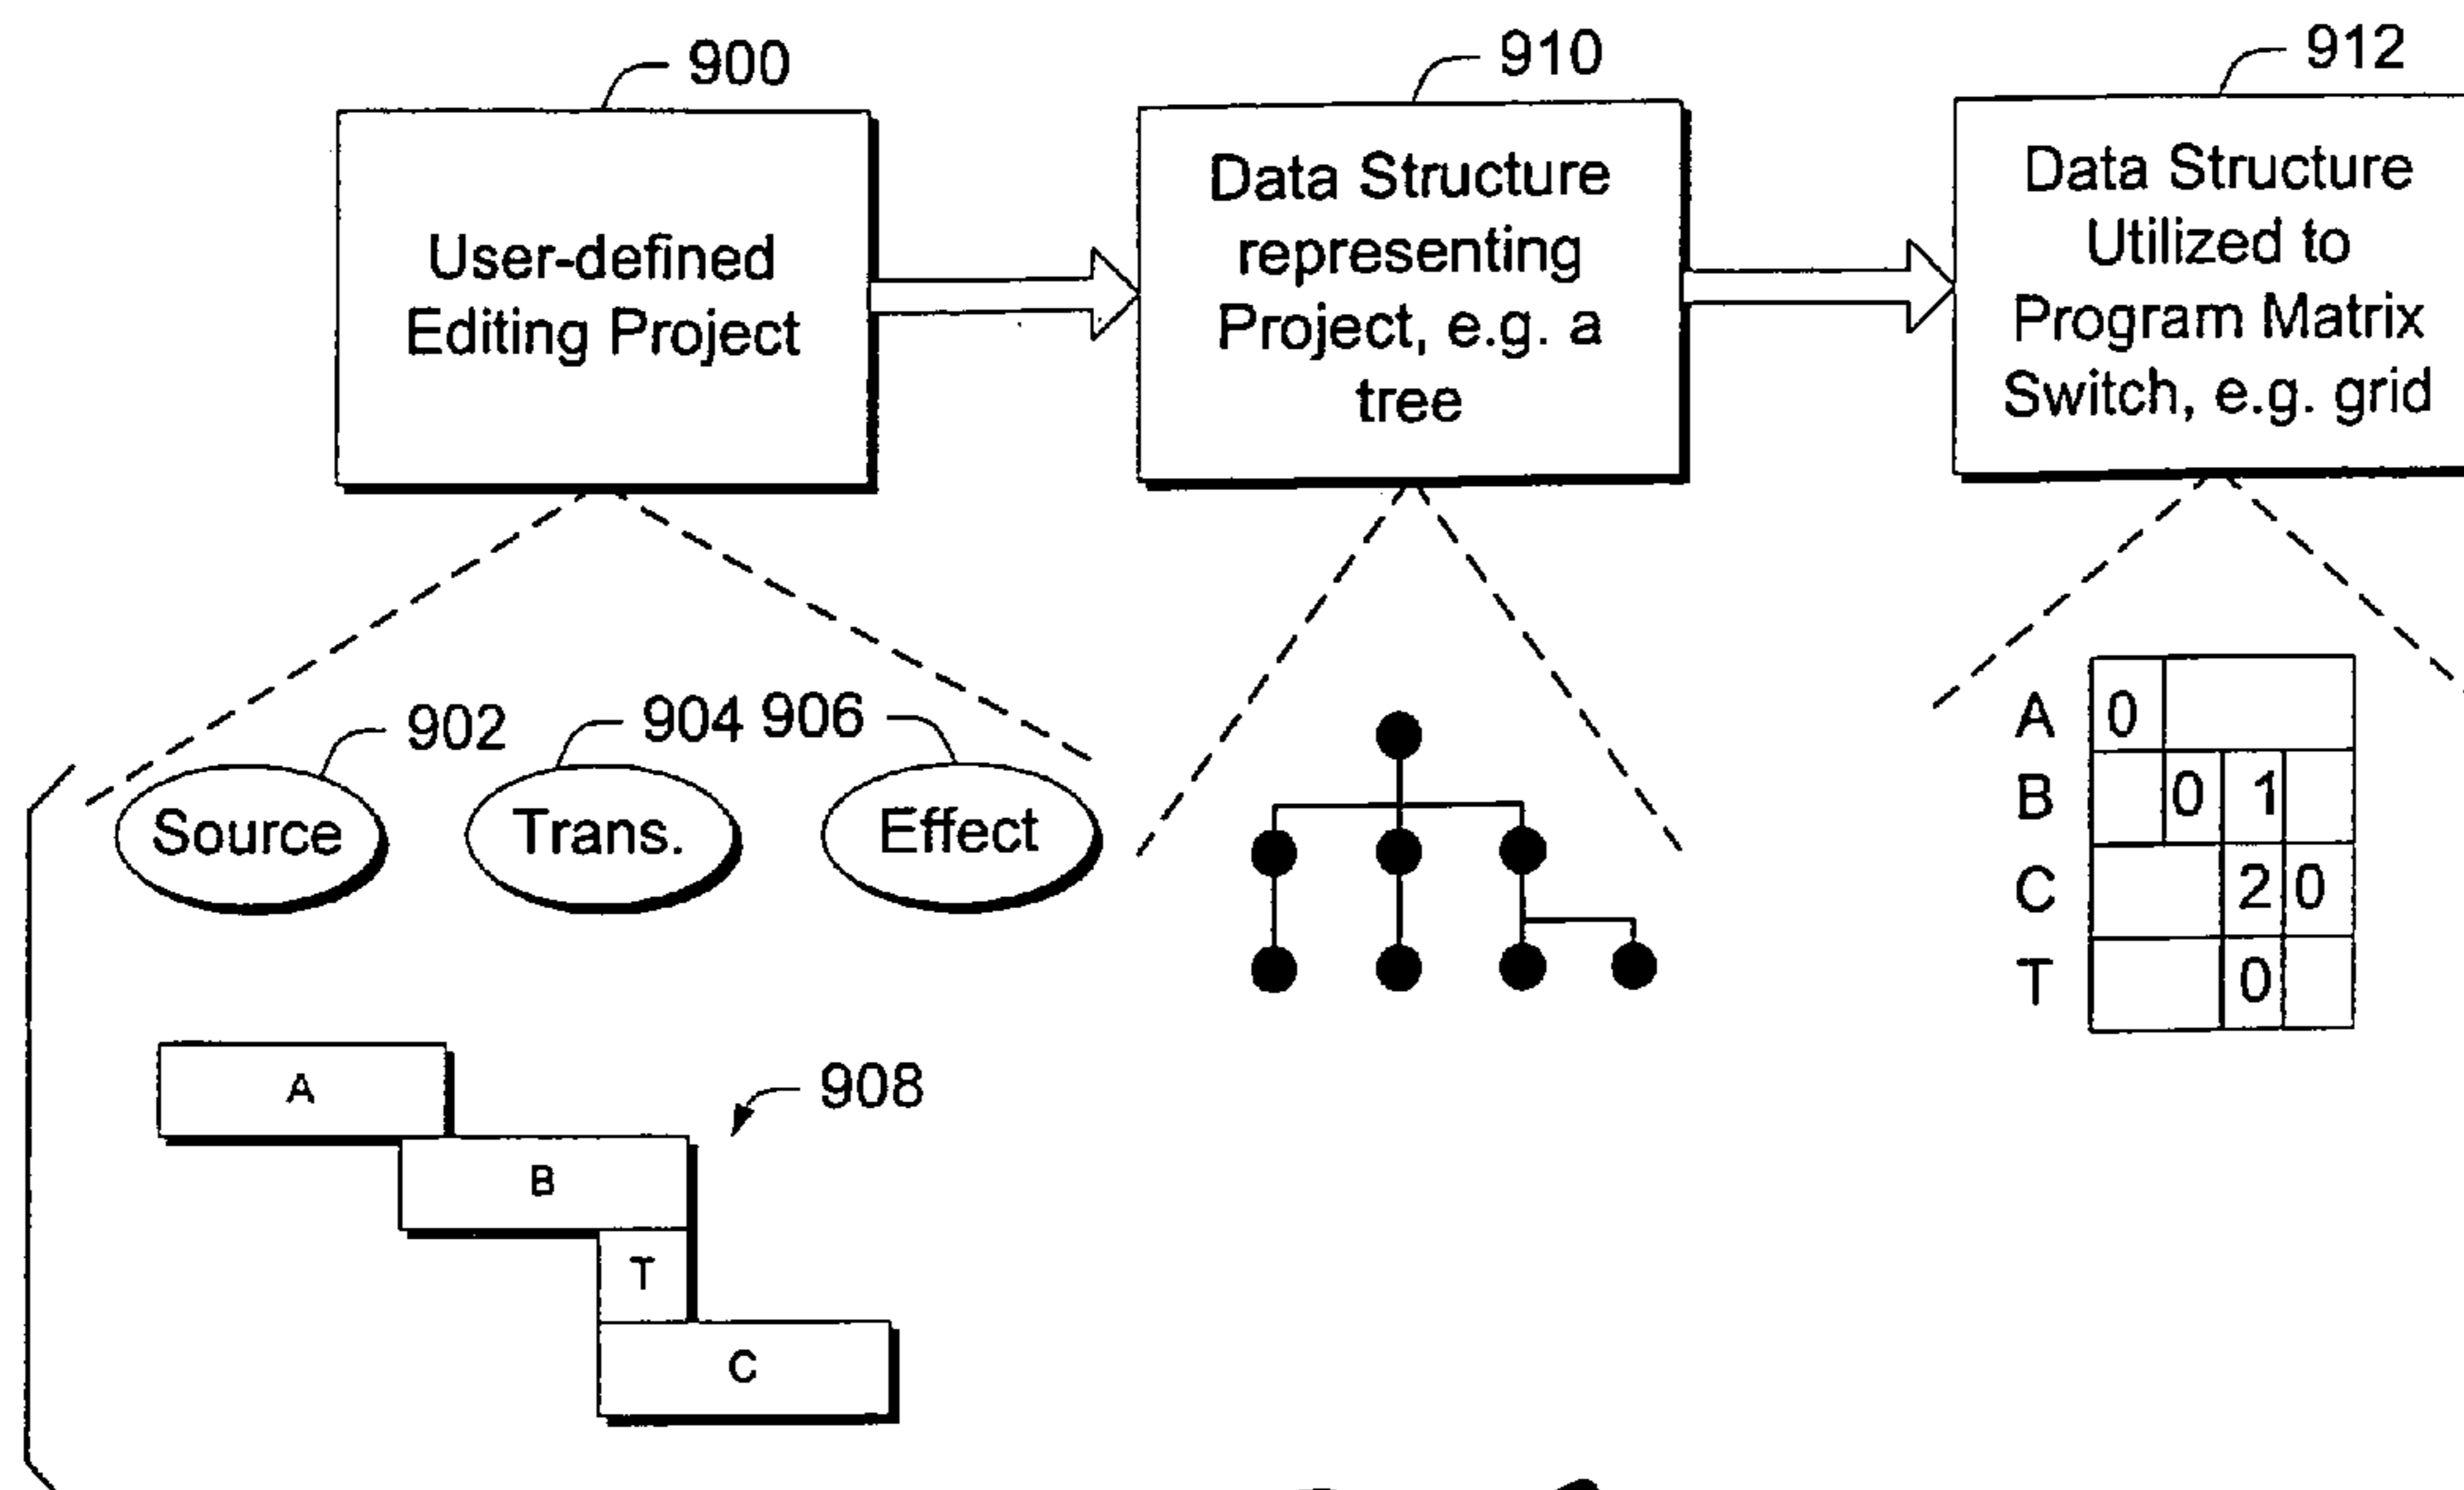 900
910
912
User-defined
Editing Project
Data Structure
representing
Project, e.g. a
tree
Data Structure
Utilized to
Program Matrix
Switch, e.g. grid
902
904 906
Source
Trans.
Effect
A 0
B 0 1
C 2 0
T 0
908
A
B
T
C